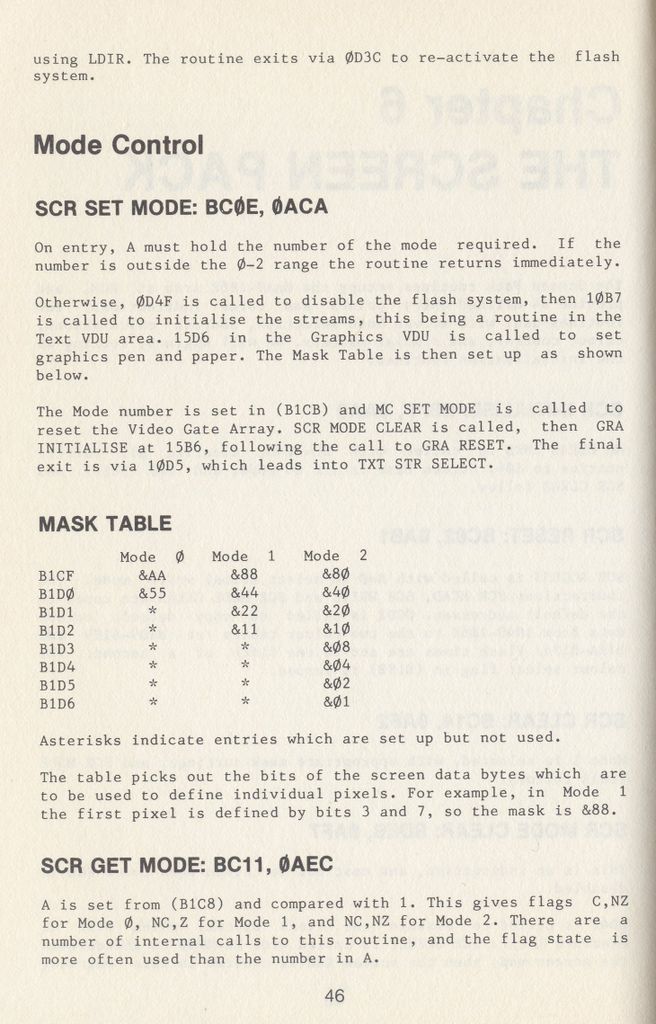 using LDIR. The routine exits via ØD3C to re-activate the flash
system.
Mode Control
SCR SET MODE: BCØE, ØACA
On entry, A must hold the number of the mode required. If the
number is outside the Ø-2 range the routine returns immediately.
Otherwise, ØD4F is called to disable the flash system, then 1ØB7
is called to initialise the streams, this being a routine in the
Text VDU area. 15D6 in the Graphics VDU is called to set
graphics pen and paper. The Mask Table is then set up as shown
below.
The Mode number is set in (B1CB) and MC SET MODE is called to
reset the Video Gate Array. SCR MODE CLEAR is called, then GRA
INITIALISE at 15B6, following the call to GRA RESET. The final
exit is via 1ØD5, which leads into TXT STR SELECT.
MASK TABLE
Mode Ø Mode 1 Mode 2
B1CF &AA &88 &8Ø
B1DØ &55 &44 &4Ø
B1D1 * &22 &2Ø
B1D2 * &11 &1Ø
B1D3 * * &Ø8
B1D4 * * &Ø4
B1D5 * * &Ø2
B1D6 * * &Ø1
Asterisks indicate entries which are set up but not used.
The table picks out the bits of the screen data bytes which are
to be used to define individual pixels. For example, in Mode 1
the first pixel is defined by bits 3 and 7, so the mask is &88.
SCR GET MODE: BC11, ØAEC
A is set from (B1C8) and compared with 1. This gives flags C,NZ
for Mode Ø, NC,Z for Mode 1, and NC,NZ for Mode 2. There are a
number of internal calls to this routine, and the flag state is
more often used than the number in A.
46